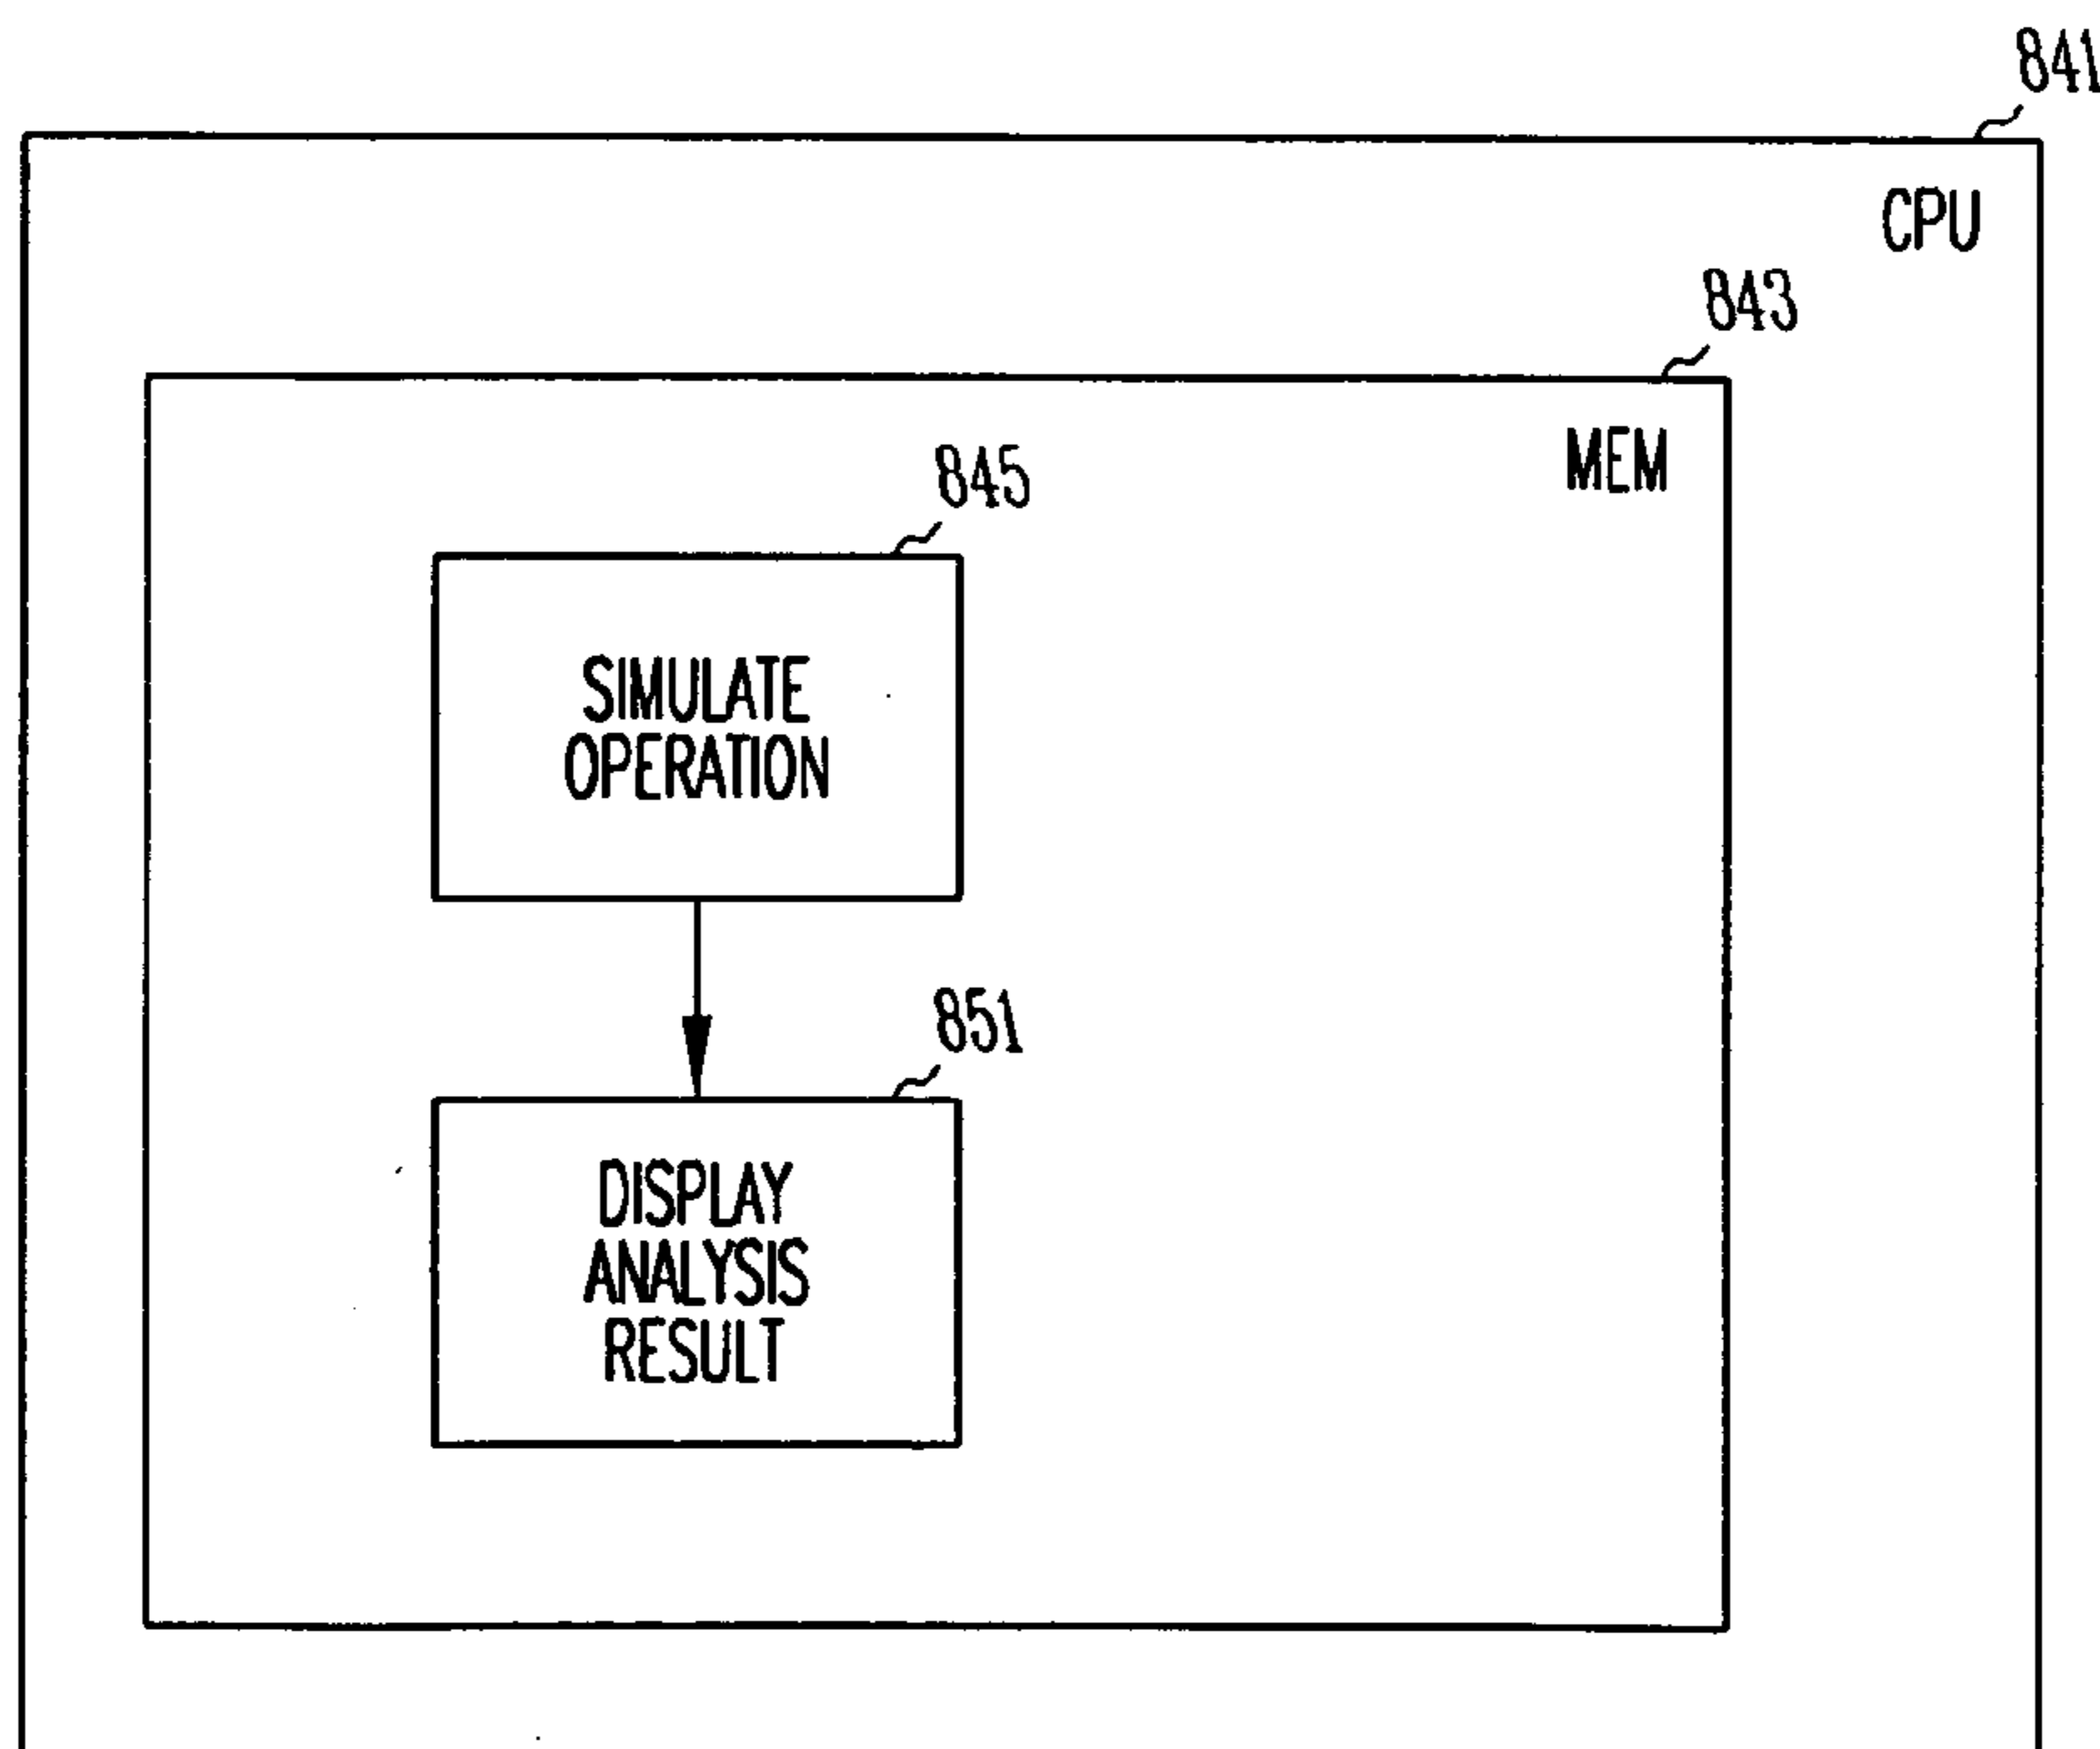 841
CPU
843
MEM
845
SIMULATE
OPERATION
851
DISPLAY
ANALYSIS
RESULT